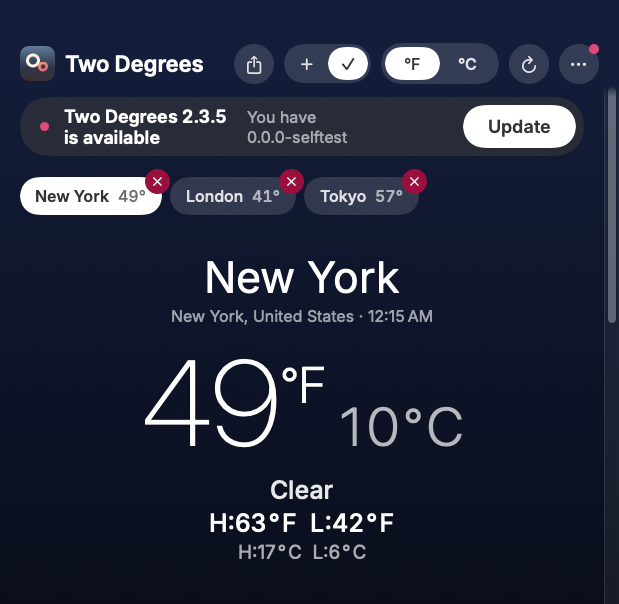 Two Degrees
°F °C
Two Degrees 2.3.5
is available
You have
0.0.0-selftest
Update
New York 49° London 41° Tokyo 57°
New York
New York, United States · 12:15 AM
49°F 10°C
Clear
H:63°F L:42°F
H:17°C L:6°C